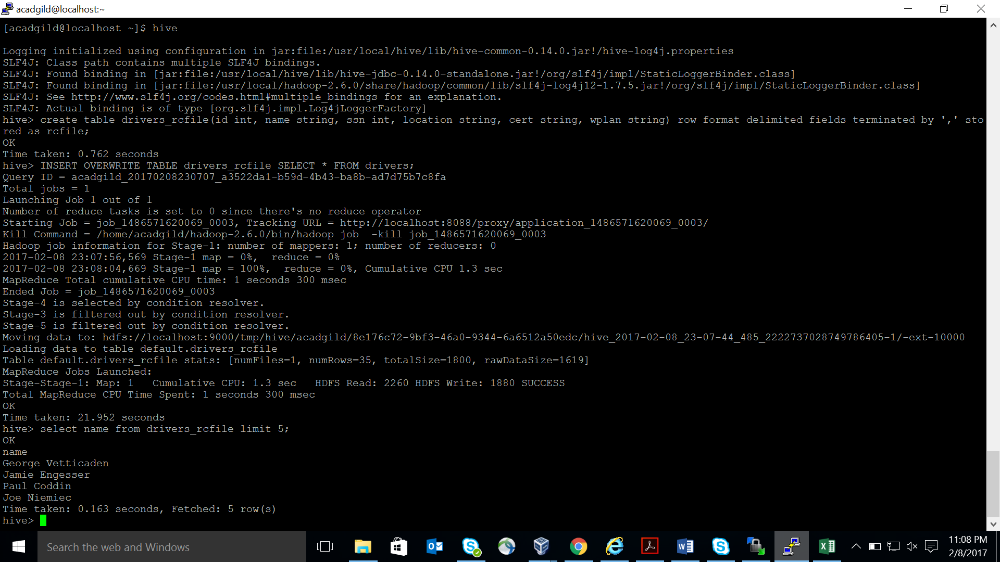 acadgild@localhost:~
[acadgild@localhost ~]$ hive
Logging initialized using configuration in jar:file:/usr/local/hive/lib/hive-common-0.14.0.jar!/hive-log4j.properties
SLF4J: Class path contains multiple SLF4J bindings.
SLF4J: Found binding in [jar:file:/usr/local/hive/lib/hive-jdbc-0.14.0-standalone.jar!/org/slf4j/impl/StaticLoggerBinder.class]
SLF4J: Found binding in [jar:file:/usr/local/hadoop-2.6.0/share/hadoop/common/lib/slf4j-log4j12-1.7.5.jar!/org/slf4j/impl/StaticLoggerBinder.class]
SLF4J: See http://www.slf4j.org/codes.html#multiple_bindings for an explanation.
SLF4J: Actual binding is of type [org.slf4j.impl.Log4jLoggerFactory]
hive> create table drivers_rcfile(id int, name string, ssn int, location string, cert string, wplan string) row format delimited fields terminated by ',' sto
red as rcfile;
OK
Time taken: 0.762 seconds
hive> INSERT OVERWRITE TABLE drivers_rcfile SELECT * FROM drivers;
Query ID = acadgild_20170208230707_a3522da1-b59d-4b43-ba8b-ad7d75b7c8fa
Total jobs = 1
Launching Job 1 out of 1
Number of reduce tasks is set to 0 since there's no reduce operator
Starting Job = job_1486571620069_0003, Tracking URL = http://localhost:8088/proxy/application_1486571620069_0003/
Kill Command = /home/acadgild/hadoop-2.6.0/bin/hadoop job  -kill job_1486571620069_0003
Hadoop job information for Stage-1: number of mappers: 1; number of reducers: 0
2017-02-08 23:07:56,569 Stage-1 map = 0%,  reduce = 0%
2017-02-08 23:08:04,669 Stage-1 map = 100%,  reduce = 0%, Cumulative CPU 1.3 sec
MapReduce Total cumulative CPU time: 1 seconds 300 msec
Ended Job = job_1486571620069_0003
Stage-4 is selected by condition resolver.
Stage-3 is filtered out by condition resolver.
Stage-5 is filtered out by condition resolver.
Moving data to: hdfs://localhost:9000/tmp/hive/acadgild/8e176c72-9bf3-46a0-9344-6a6512a50edc/hive_2017-02-08_23-07-44_485_2222737028749786405-1/-ext-10000
Loading data to table default.drivers_rcfile
Table default.drivers_rcfile stats: [numFiles=1, numRows=35, totalSize=1800, rawDataSize=1619]
MapReduce Jobs Launched:
Stage-Stage-1: Map: 1   Cumulative CPU: 1.3 sec   HDFS Read: 2260 HDFS Write: 1880 SUCCESS
Total MapReduce CPU Time Spent: 1 seconds 300 msec
OK
Time taken: 21.952 seconds
hive> select name from drivers_rcfile limit 5;
OK
name
George Vetticaden
Jamie Engesser
Paul Coddin
Joe Niemiec
Time taken: 0.163 seconds, Fetched: 5 row(s)
hive>
Search the web and Windows
11:08 PM
2/8/2017